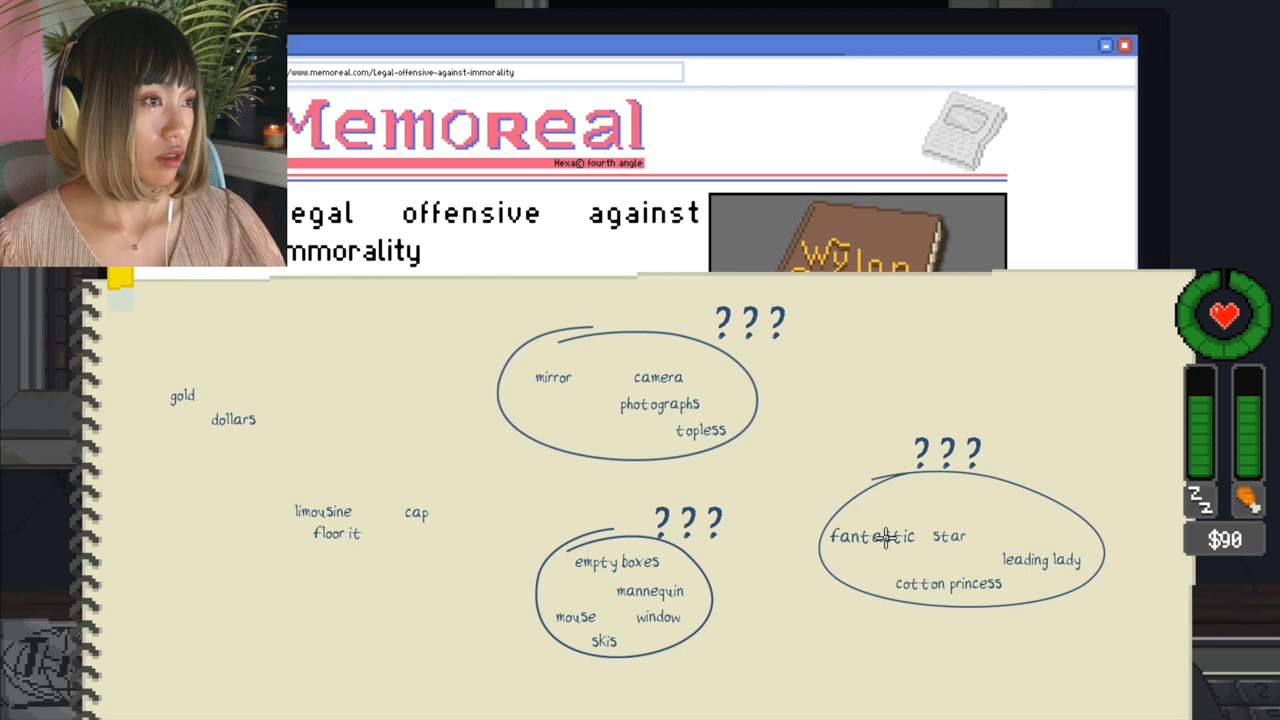 /www.memoreal.com/Legal-offensive-against-immorality
Memoreal
Hexa© fourth angle
egal offensive against
mmorality
wylan
???
mirror camera
gold
photographs
dollars
topless
???
limousine cap
???
floor it
fantastic star
empty boxes
leading lady
mannequin
cotton princess
mouse window
skis
$90